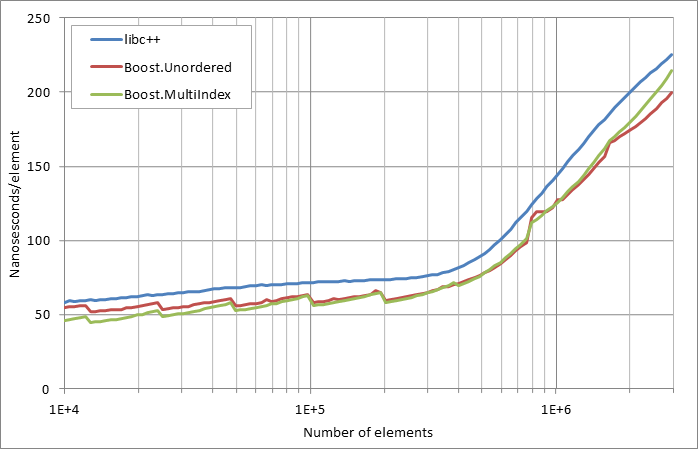 250
200
150
100
50
0
libc++
Boost.Unordered
Boost.MultiIndex
Nanosesconds/element
1E+4
1E+5
1E+6
Number of elements